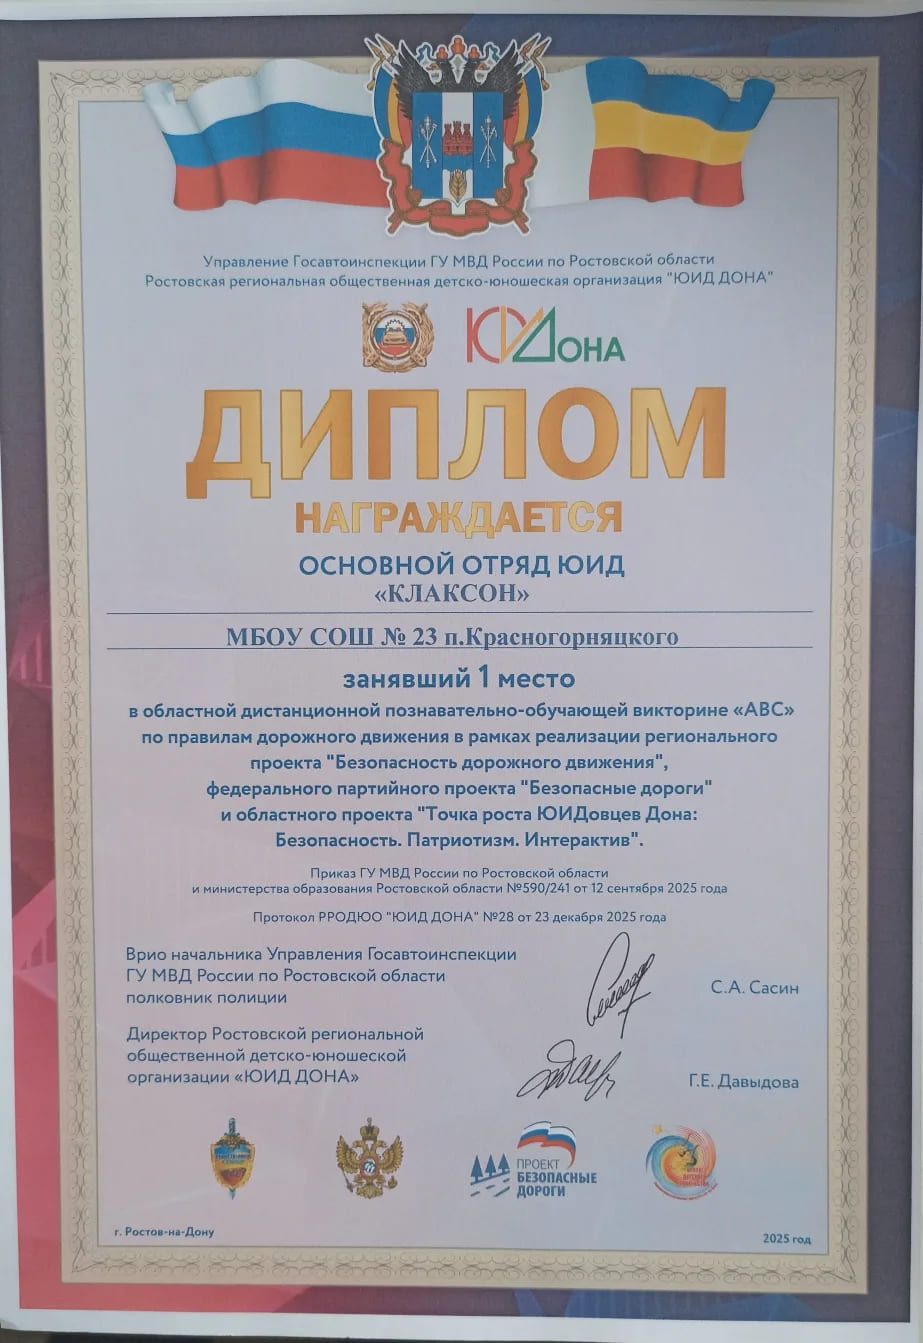 Управление Госавтоинспекции ГУ МВД России по Ростовской области
Ростовская региональная общественная детско-юношеская организация "ЮИД ДОНА"
ЮИДОНА
ДИПЛОМ
НАГРАЖДАЕТСЯ
ОСНОВНОЙ ОТРЯД ЮИД
«КЛАКСОН»
МБОУ СОШ № 23 п.Красногорняцкого
занявший 1 место
в областной дистанционной познавательно-обучающей викторине «АВС»
по правилам дорожного движения в рамках реализации регионального
проекта "Безопасность дорожного движения",
федерального партийного проекта "Безопасные дороги"
и областного проекта "Точка роста ЮИДовцев Дона:
Безопасность. Патриотизм. Интерактив".
Приказ ГУ МВД России по Ростовской области
и министерства образования Ростовской области №590/241 от 12 сентября 2025 года
Протокол РРОДЮО "ЮИД ДОНА" №28 от 23 декабря 2025 года
Врио начальника Управления Госавтоинспекции
ГУ МВД России по Ростовской области
полковник полиции
С.А. Сасин
Директор Ростовской региональной
общественной детско-юношеской
организации «ЮИД ДОНА»
Г.Е. Давыдова
ПРОЕКТ
БЕЗОПАСНЫЕ
ДОРОГИ
г. Ростов-на-Дону
2025 год